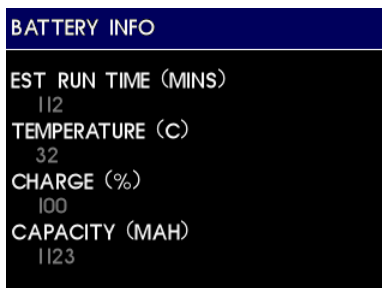 BATTERY INFO
EST RUN TIME (MINS)
112
TEMPERATURE (C)
32
CHARGE (%)
100
CAPACITY (MAH)
1123